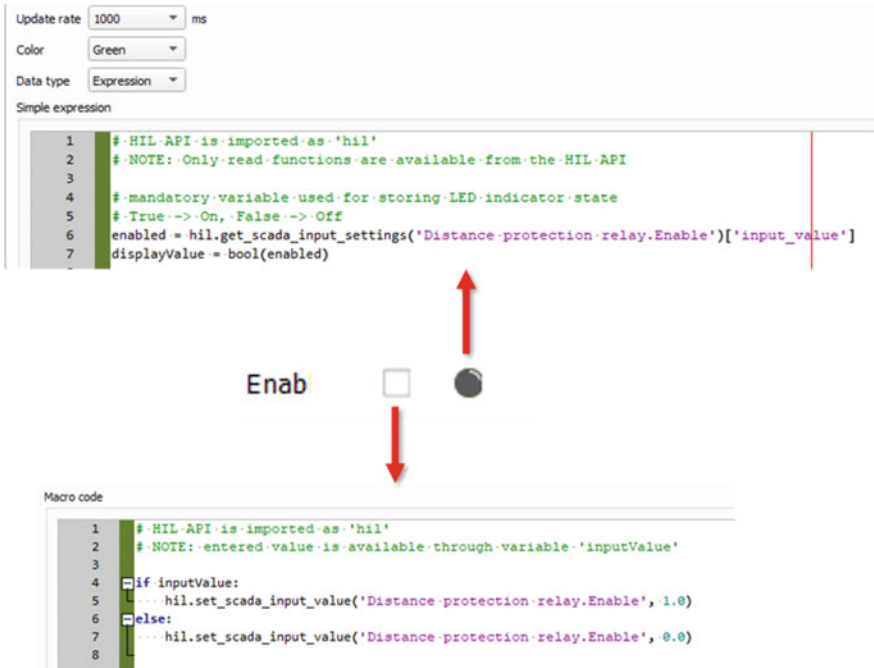 Update rate 1000 ms
Color Green
Data type Expression
Simple expression
1 # HIL API is imported as 'hil'
2 # NOTE: Only read functions are available from the HIL API
3
4 # mandatory variable used for storing LED indicator state
5 # True -> On, False -> Off
6 enabled = hil.get_scada_input_settings('Distance protection relay.Enable')['input_value']
7 displayValue = bool(enabled)
Enab
Macro code
1 # HIL API is imported as 'hil'
2 # NOTE: entered value is available through variable 'inputValue'
3
4 if inputValue:
5 hil.set_scada_input_value('Distance protection relay.Enable', 1.0)
6 else:
7 hil.set_scada_input_value('Distance protection relay.Enable', 0.0)
8